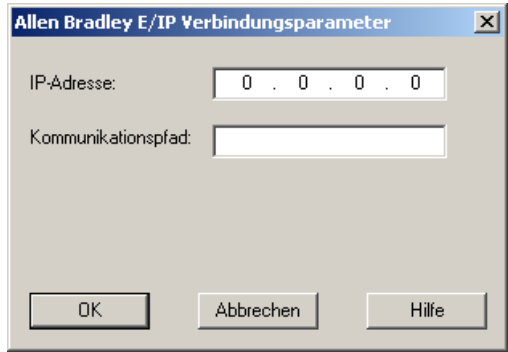 Allen Bradley E/IP Verbindungsparameter
IP-Adresse: 0 . 0 . 0 . 0
Kommunikationspfad:
OK Abbrechen Hilfe